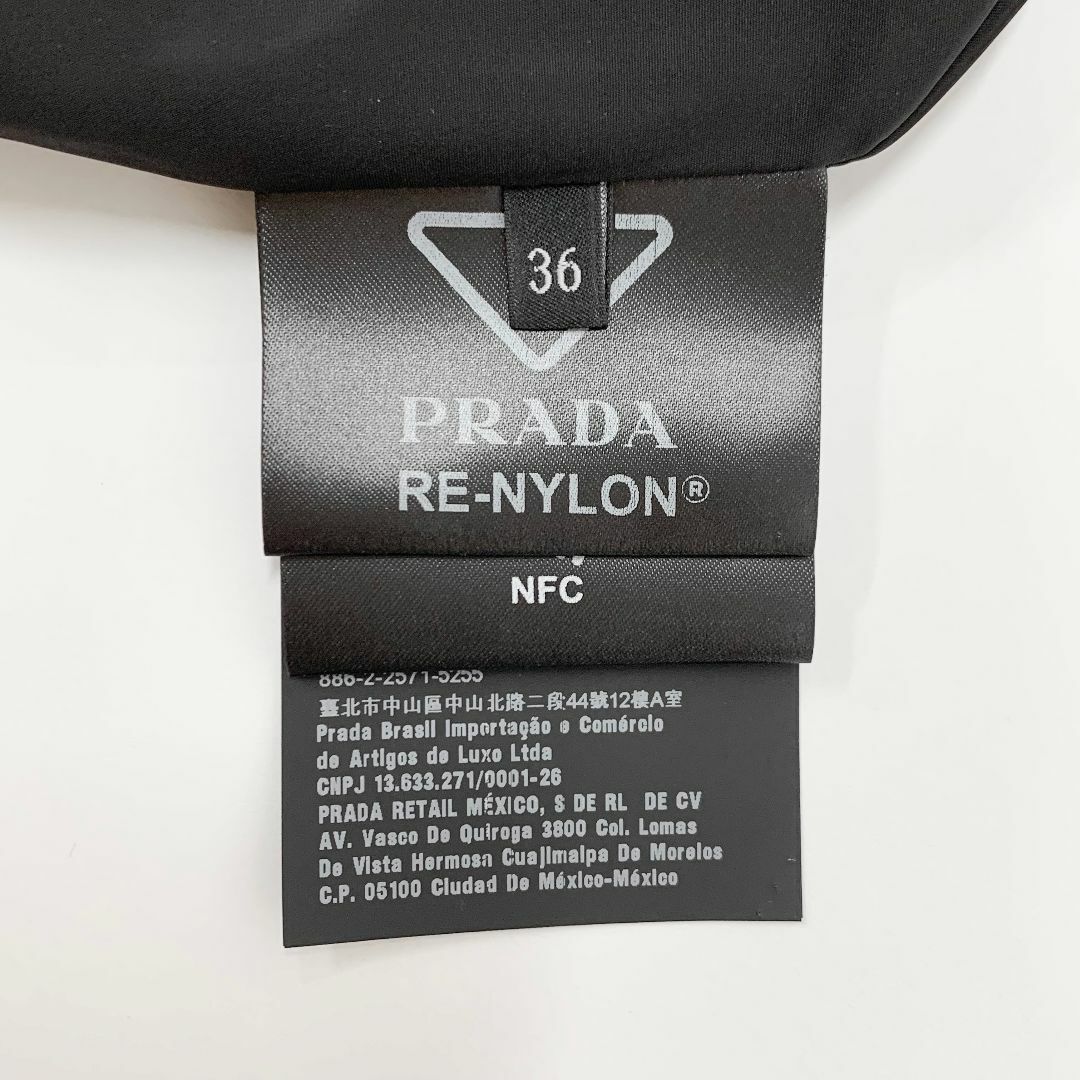 36
PRADA
RE-NYLON®
NFC
886-2-2571-5255
臺北市中山區中山北路二段44號12樓A室
Prada Brasil Importação e Comércio
de Artigos de Luxo Ltda
CNPJ 13.633.271/0001-26
PRADA RETAIL MÉXICO, S DE RL DE CV
AV. Vasco De Quiroga 3800 Col. Lomas
De Vista Hermosa Cuajimalpa De Morelos
C.P. 05100 Ciudad De México-México